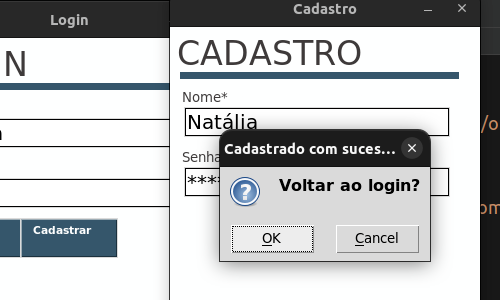 Login
Cadastro
N
CADASTRO
Nome*
Natália
Senha
****
Cadastrado com suces...
Voltar ao login?
OK
Cancel
Cadastrar
/o
om